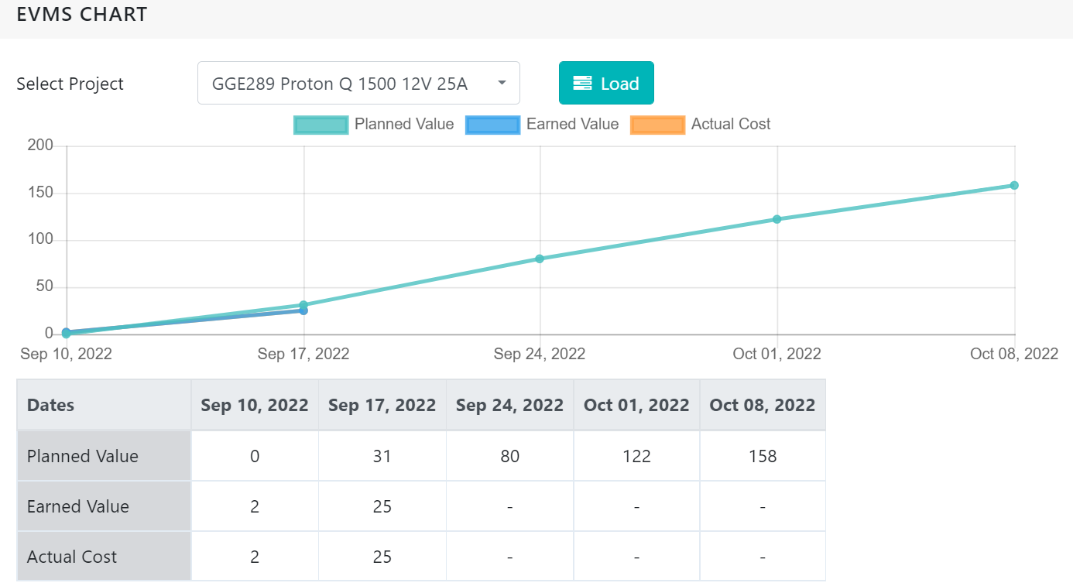 EVMS CHART
Select Project GGE289 Proton Q 1500 12V 25A Load
Planned Value Earned Value Actual Cost
200
150
100
50
0
Sep 10, 2022 Sep 17, 2022 Sep 24, 2022 Oct 01, 2022 Oct 08, 2022
Dates Sep 10, 2022 Sep 17, 2022 Sep 24, 2022 Oct 01, 2022 Oct 08, 2022
Planned Value 0 31 80 122 158
Earned Value 2 25 - - -
Actual Cost 2 25 - - -